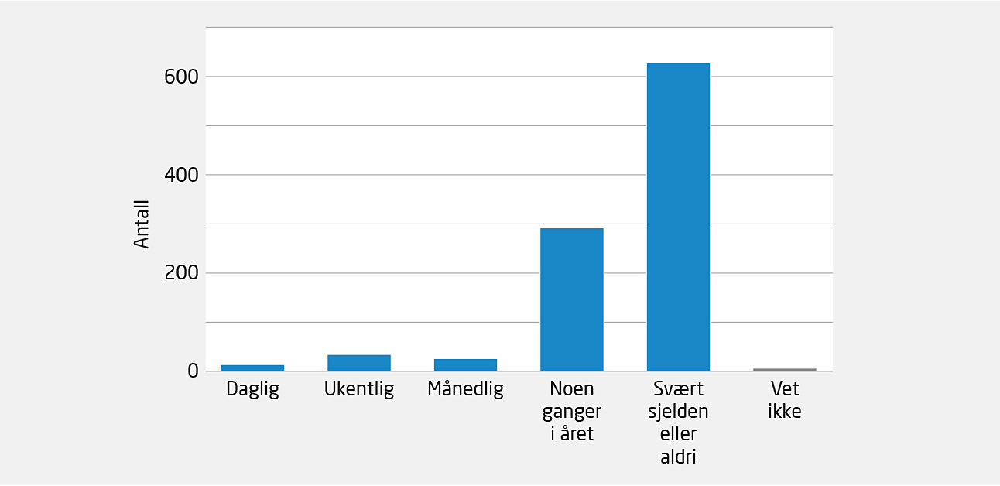 600
400
200
0
Antall
Daglig
Ukentlig
Månedlig
Noen
ganger
i året
Svært
sjelden
eller
aldri
Vet
ikke